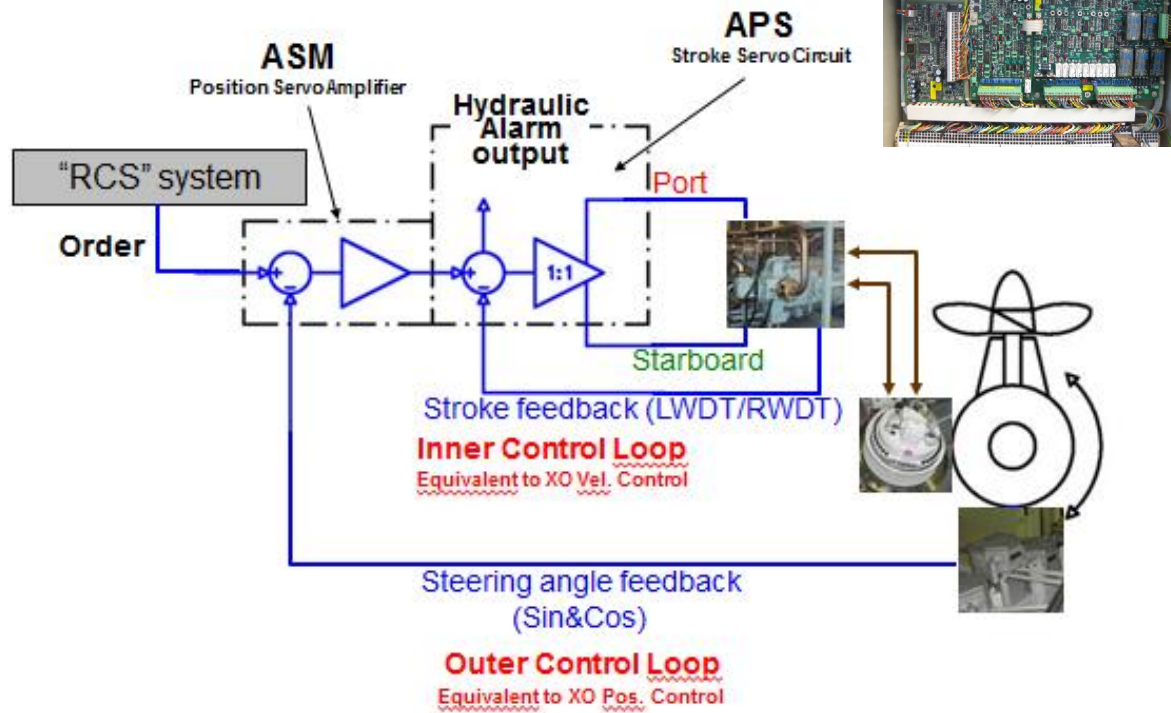 ASM
Position Servo Amplifier
APS
Stroke Servo Circuit
Hydraulic
Alarm
output
"RCS" system
Order
+
−
+
−
1:1
Port
Starboard
Stroke feedback (LWDT/RWDT)
Inner Control Loop
Equivalent to XO Vel. Control
Steering angle feedback
(Sin&Cos)
Outer Control Loop
Equivalent to XO Pos. Control